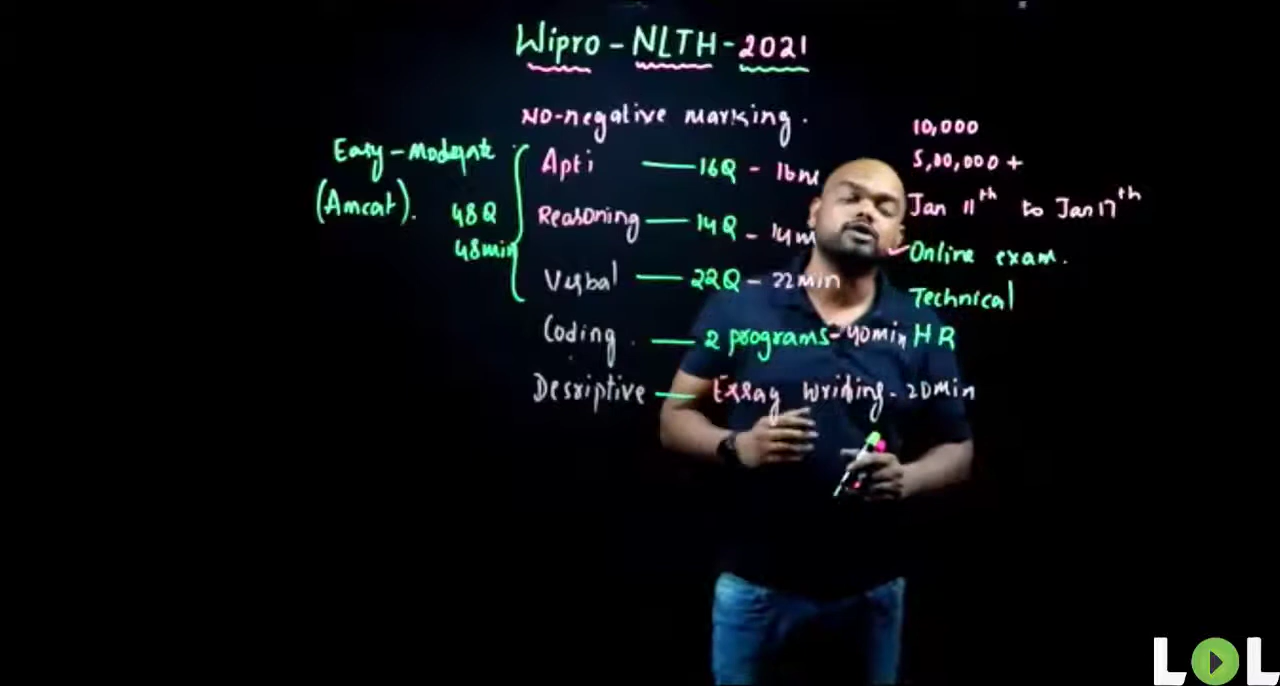 Wipro - NLTH - 2021
NO-negative marking.
Easy - Moderate
(Amcat).
48Q
48min
Apti — 16Q - 16m
Reasoning — 14Q - 14m
Verbal — 22Q - 22min
Coding — 2 programs - 40min
Desriptive — Essay Writing - 20min
10,000
5,00,000 +
Jan 11th to Jan 17th
Online exam.
Technical
HR
LOL